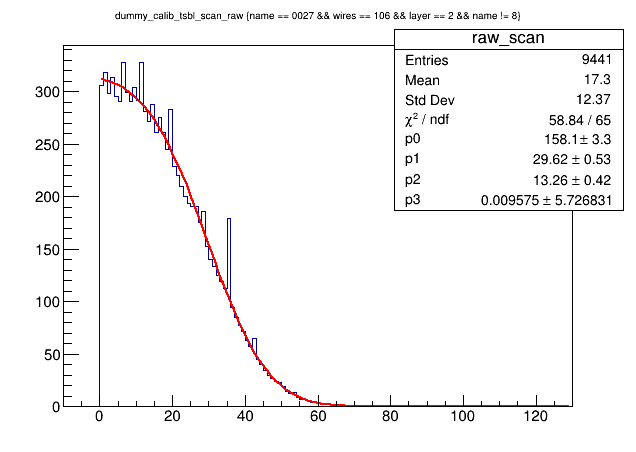 dummy_calib_tsbl_scan_raw {name == 0027 && wires == 106 && layer == 2 && name != 8}
raw_scan
Entries 9441
Mean 17.3
Std Dev 12.37
χ² / ndf 58.84 / 65
p0 158.1 ± 3.3
p1 29.62 ± 0.53
p2 13.26 ± 0.42
p3 0.009575 ± 5.726831
300
250
200
150
100
50
0
0 20 40 60 80 100 120